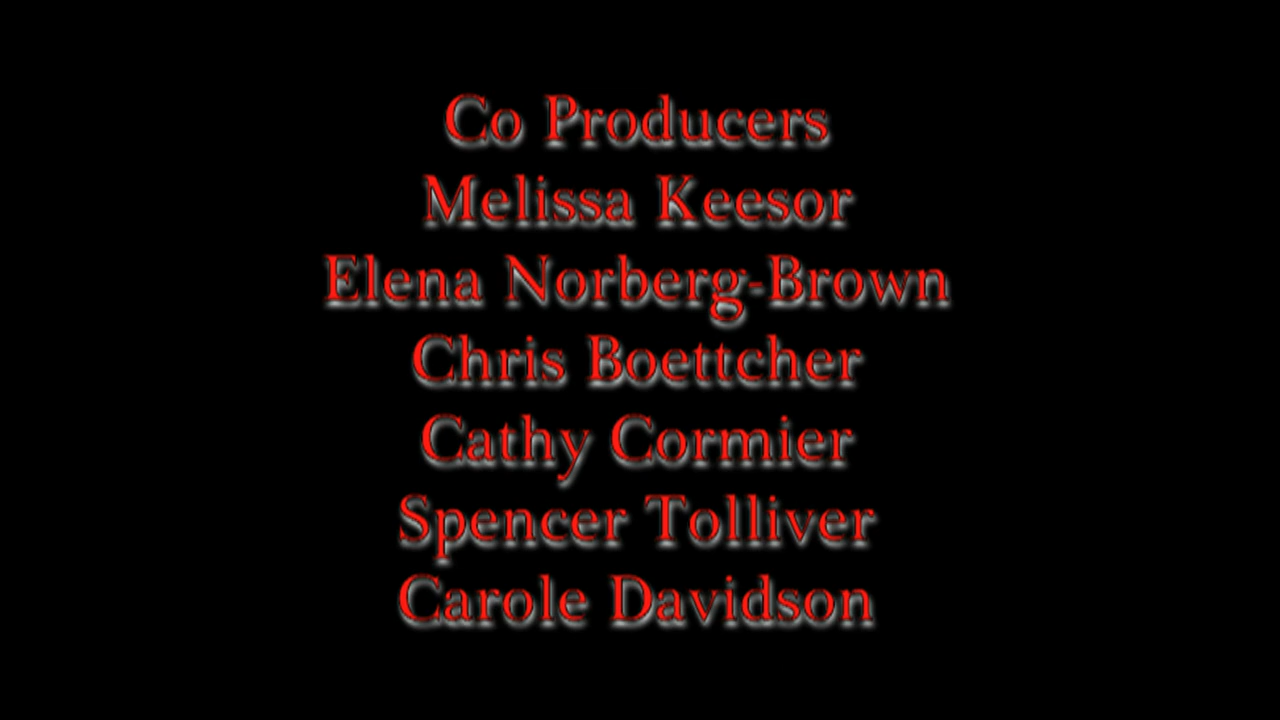 Co Producers
Melissa Keesor
Elena Norberg-Brown
Chris Boettcher
Cathy Cormier
Spencer Tolliver
Carole Davidson